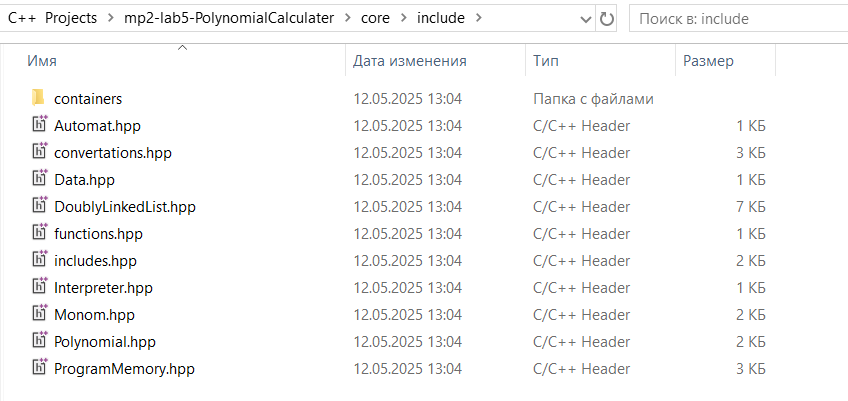 C++ Projects > mp2-lab5-PolynomialCalculater > core > include > Поиск в: include
Имя Дата изменения Тип Размер
containers 12.05.2025 13:04 Папка с файлами
Automat.hpp 12.05.2025 13:04 C/C++ Header 1 КБ
convertations.hpp 12.05.2025 13:04 C/C++ Header 3 КБ
Data.hpp 12.05.2025 13:04 C/C++ Header 1 КБ
DoublyLinkedList.hpp 12.05.2025 13:04 C/C++ Header 7 КБ
functions.hpp 12.05.2025 13:04 C/C++ Header 1 КБ
includes.hpp 12.05.2025 13:04 C/C++ Header 2 КБ
Interpreter.hpp 12.05.2025 13:04 C/C++ Header 1 КБ
Monom.hpp 12.05.2025 13:04 C/C++ Header 2 КБ
Polynomial.hpp 12.05.2025 13:04 C/C++ Header 2 КБ
ProgramMemory.hpp 12.05.2025 13:04 C/C++ Header 3 КБ